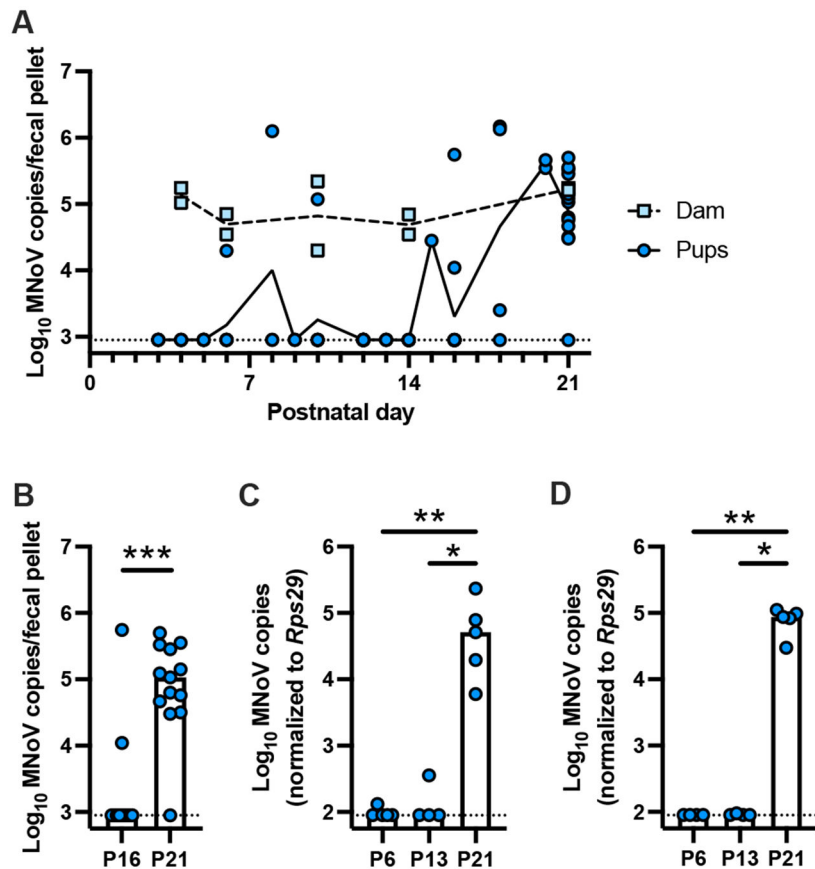 A
Log10 MNoV copies/fecal pellet
7
6
5
4
3
0
7
14
21
Postnatal day
Dam
Pups
B
Log10 MNoV copies/fecal pellet
7
6
5
4
3
***
P16
P21
C
Log10 MNoV copies
(normalized to Rps29)
6
5
4
3
2
**
*
P6
P13
P21
D
Log10 MNoV copies
(normalized to Rps29)
6
5
4
3
2
**
*
P6
P13
P21